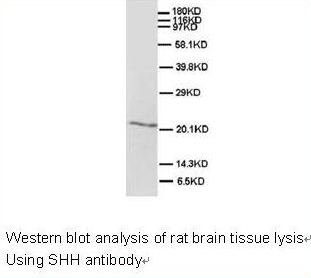 180KD
116KD
97KD
58.1KD
39.8KD
29KD
20.1KD
14.3KD
6.5KD
Western blot analysis of rat brain tissue lysis↵
Using SHH antibody↵